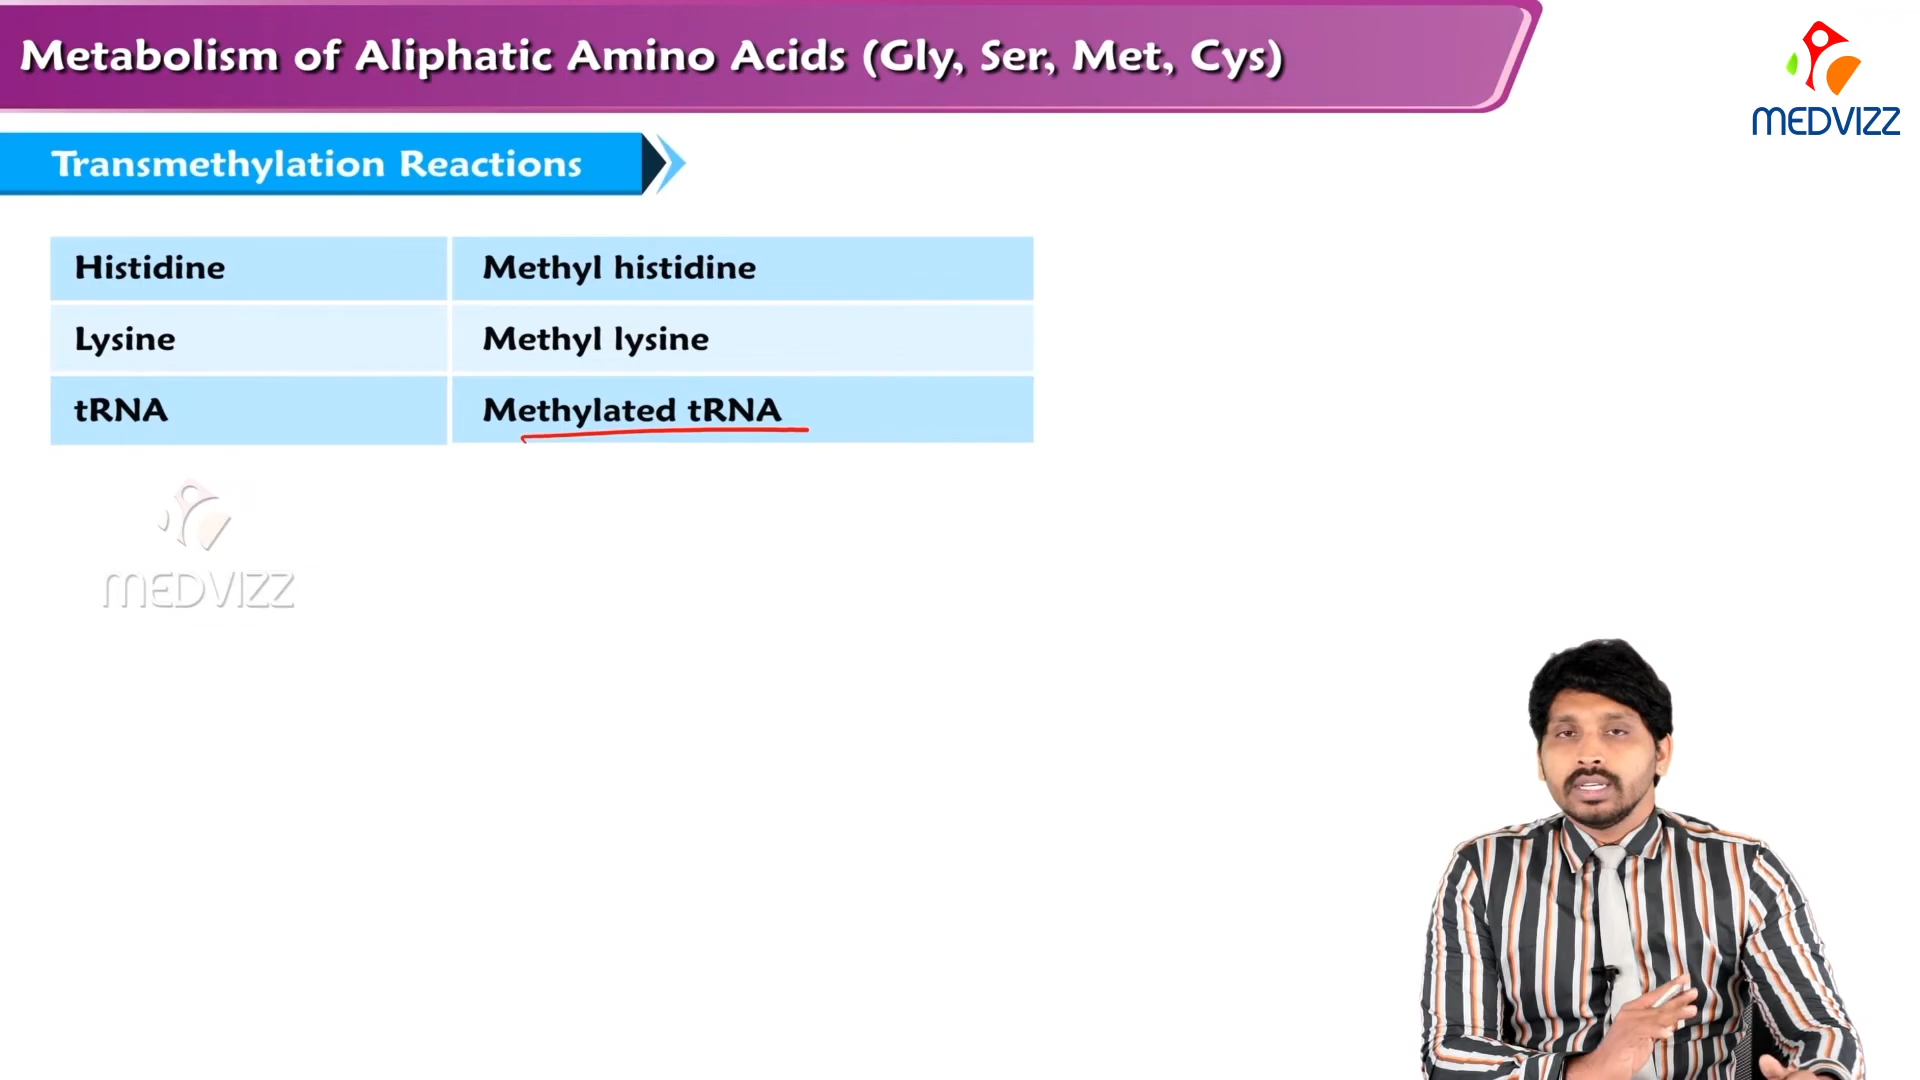 Metabolism of Aliphatic Amino Acids (Gly, Ser, Met, Cys)
MEDVIZZ
Transmethylation Reactions
Histidine Methyl histidine
Lysine Methyl lysine
tRNA Methylated tRNA
MEDVIZZ